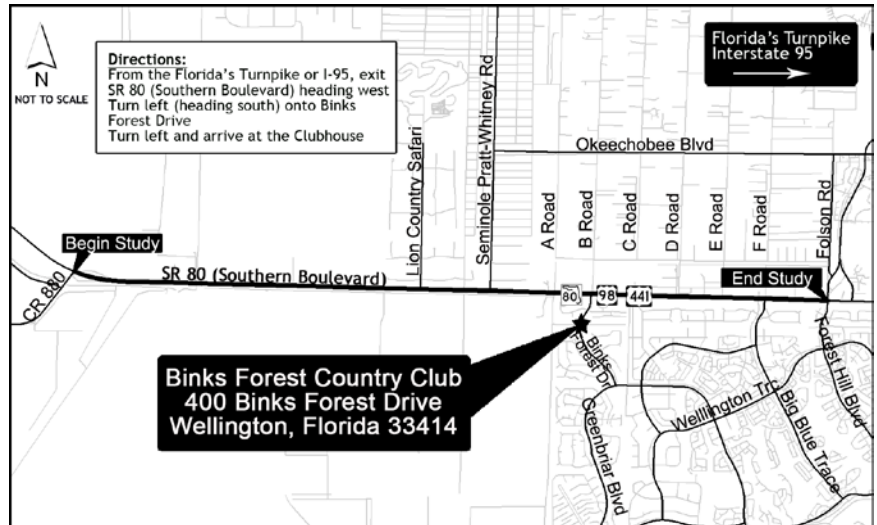 N
NOT TO SCALE
Directions:
From the Florida's Turnpike or I-95, exit
SR 80 (Southern Boulevard) heading west
Turn left (heading south) onto Binks
Forest Drive
Turn left and arrive at the Clubhouse
Florida's Turnpike
Interstate 95
Okeechobee Blvd
Lion Country Safari
Seminole Pratt-Whitney Rd
A Road
B Road
C Road
D Road
E Road
F Road
Folson Rd
Begin Study
CR 880
SR 80 (Southern Boulevard)
End Study
80
98
441
Binks
Forest Dr
Binks Forest Country Club
400 Binks Forest Drive
Wellington, Florida 33414
Greenbriar Blvd
Welllington Trc
Big Blue Trace
Forest Hill Blvd